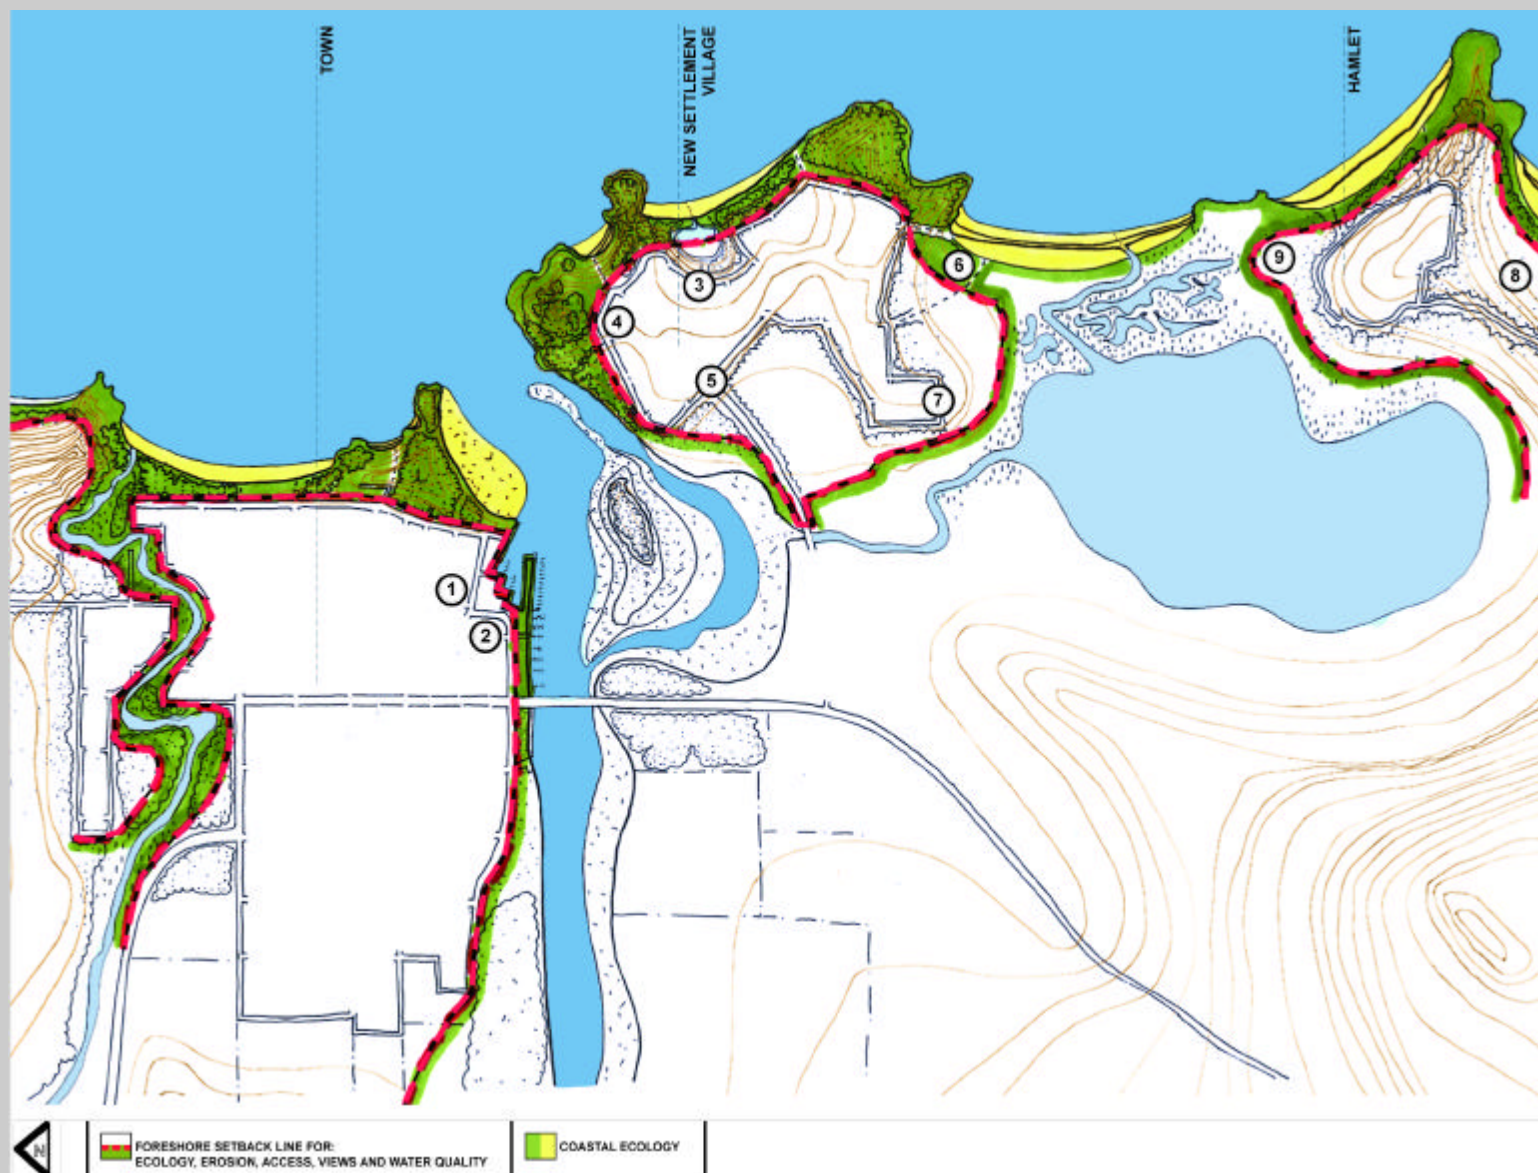 TOWN
NEW SETTLEMENT
VILLAGE
HAMLET
1
2
3
4
5
6
7
8
9
N
FORESHORE SETBACK LINE FOR:
ECOLOGY, EROSION, ACCESS, VIEWS AND WATER QUALITY
COASTAL ECOLOGY